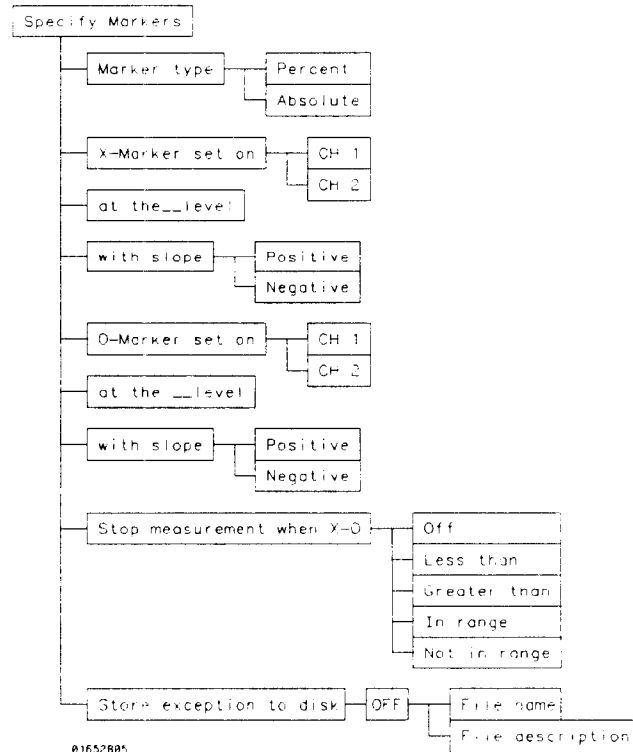 Specify Markers
Marker type
Percent
Absolute
X-Marker set on
CH 1
CH 2
at the__level
with slope
Positive
Negative
O-Marker set on
CH 1
CH 2
at the __level
with slope
Positive
Negative
Stop measurement when X-O
Off
Less than
Greater than
In range
Not in range
Store exception to disk
OFF
File name
File description
01652B05